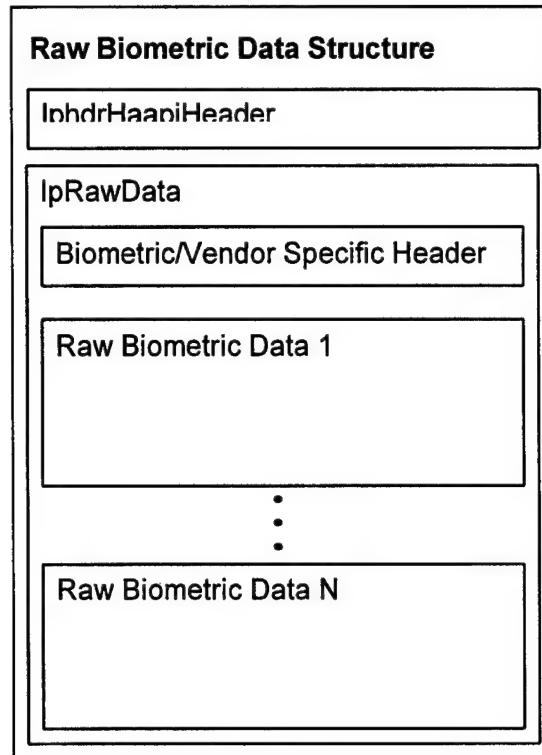 Raw Biometric Data Structure
lphdrHaapiHeader
lpRawData
Biometric/Vendor Specific Header
Raw Biometric Data 1
Raw Biometric Data N